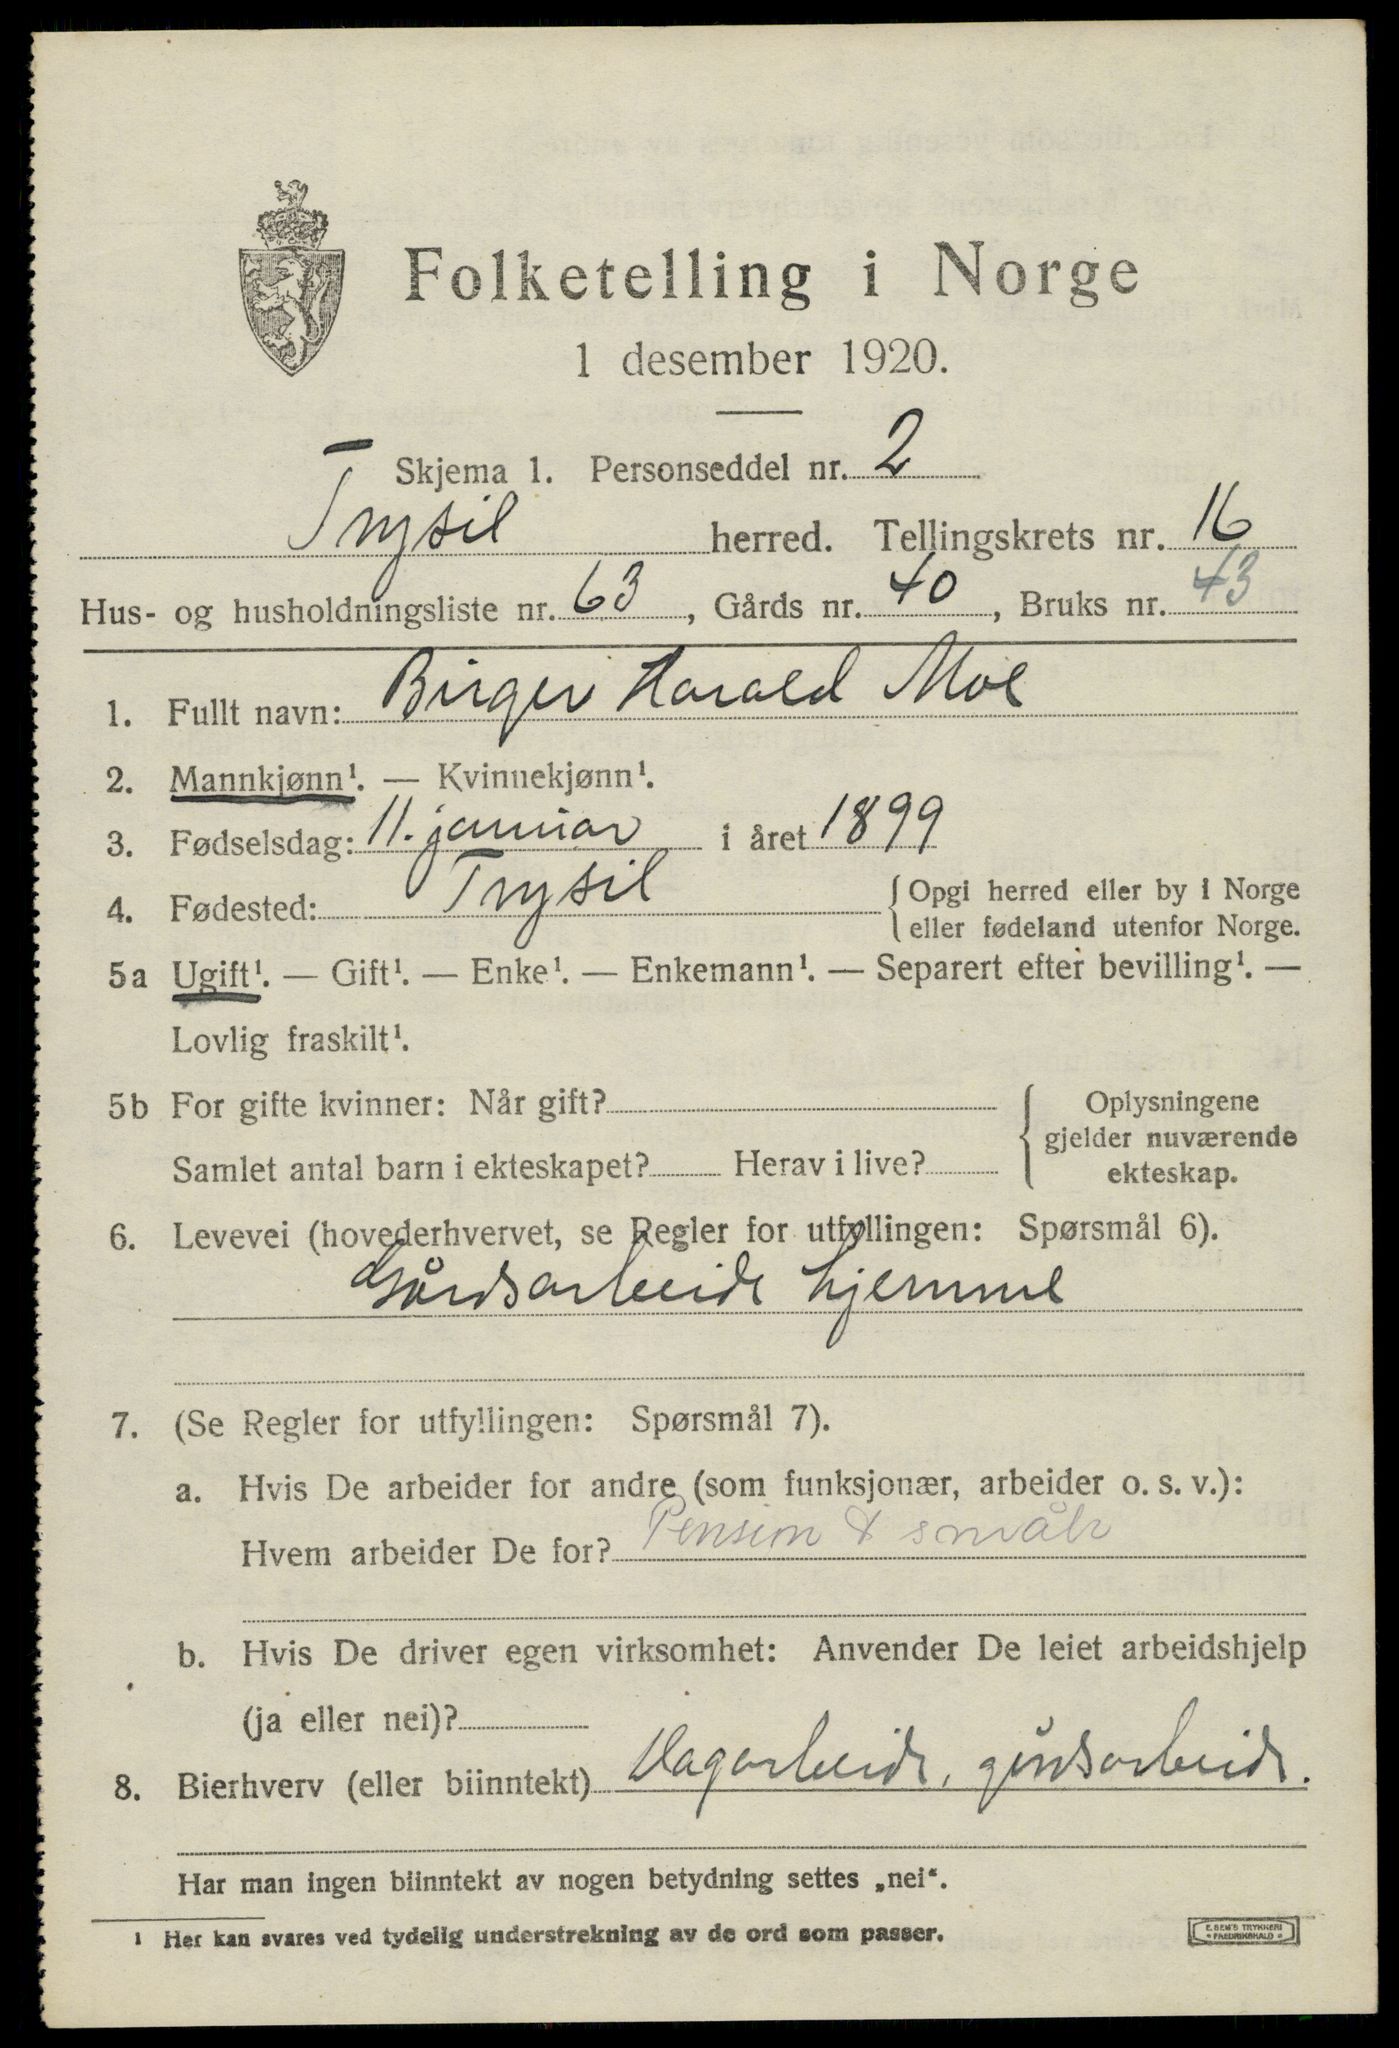 Folketelling i Norge
1 desember 1920.
Skjema 1. Personseddel nr. 2
Trysil herred. Tellingskrets nr. 16
Hus- og husholdningsliste nr. 63, Gårds nr. 40, Bruks nr. 43
1. Fullt navn: Birger Harald Moe
2. Mannkjønn¹. — Kvinnekjønn¹.
3. Fødselsdag: 11. januar i året 1899
4. Fødested: Trysil { Opgi herred eller by i Norge
eller fødeland utenfor Norge.
5a Ugift¹. — Gift¹. — Enke¹. — Enkemann¹. — Separert efter bevilling¹. —
Lovlig fraskilt¹.
5b For gifte kvinner: Når gift? { Oplysningene
gjelder nuværende
Samlet antal barn i ekteskapet? Herav i live? ekteskap.
6. Levevei (hovederhvervet, se Regler for utfyllingen: Spørsmål 6).
Gårdsarbeide hjemme
7. (Se Regler for utfyllingen: Spørsmål 7).
a. Hvis De arbeider for andre (som funksjonær, arbeider o. s. v.):
Hvem arbeider De for? Pension
b. Hvis De driver egen virksomhet: Anvender De leiet arbeidshjelp
(ja eller nei)?
8. Bierhverv (eller biinntekt) Dagarbeide, gårdsarbeide.
Har man ingen biinntekt av nogen betydning settes „nei“.
¹ Her kan svares ved tydelig understrekning av de ord som passer.
E. SEM'S TRYKKERI
* FREDRIKSHALD *